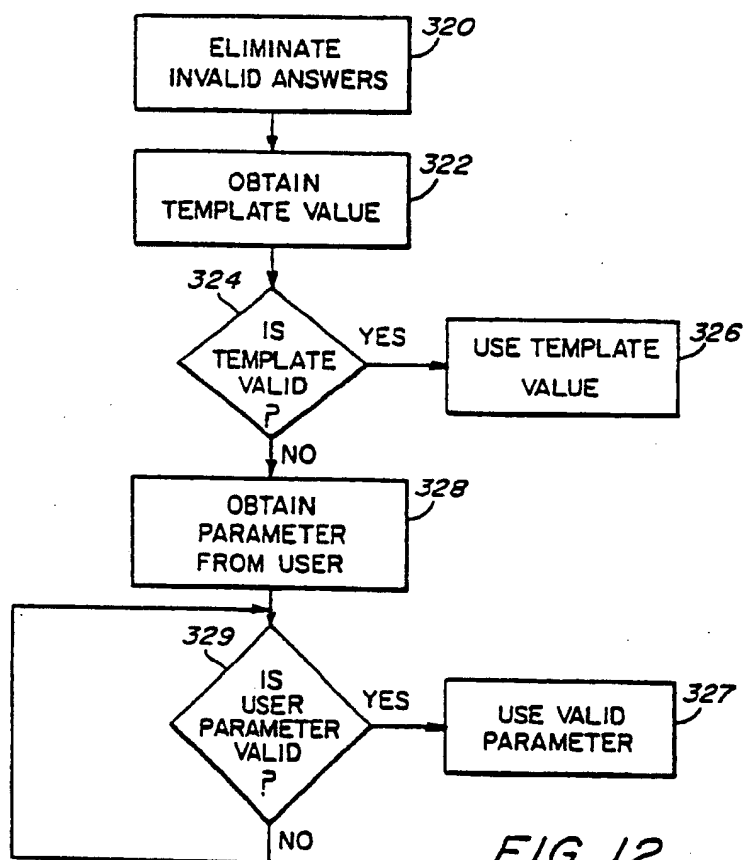 320
ELIMINATE
INVALID ANSWERS
322
OBTAIN
TEMPLATE VALUE
324
IS
TEMPLATE
VALID
?
YES
326
USE TEMPLATE
VALUE
NO
328
OBTAIN
PARAMETER
FROM USER
329
IS
USER
PARAMETER
VALID
?
YES
327
USE VALID
PARAMETER
NO
FIG. 12